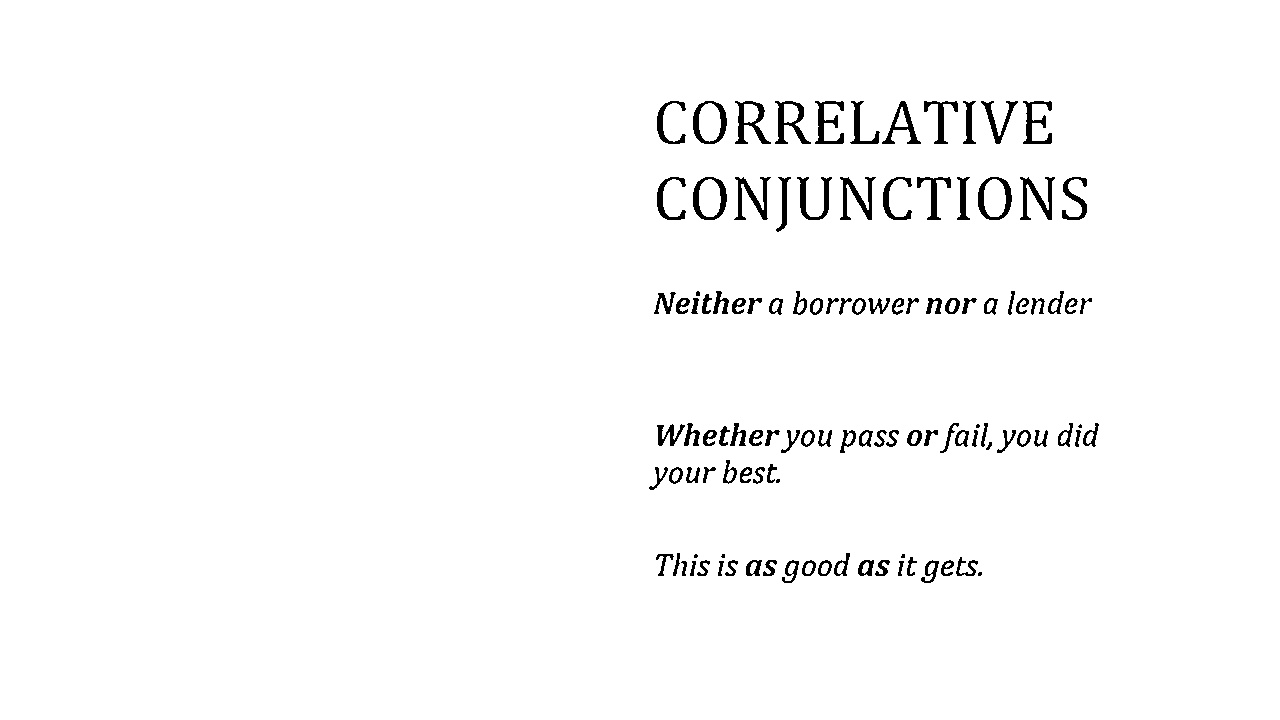 CORRELATIVE
CONJUNCTIONS
Neither a borrower nor a lender
Whether you pass or fail, you did
your best.
This is as good as it gets.